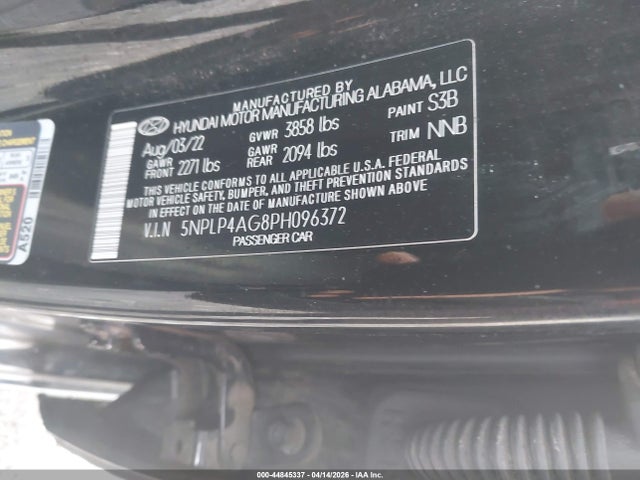 MANUFACTURED BY
HYUNDAI MOTOR MANUFACTURING ALABAMA, LLC
Aug/03/22 GVWR 3858 lbs PAINT S3B
GAWR FRONT 2271 lbs GAWR REAR 2094 lbs TRIM NNB
THIS VEHICLE CONFORMS TO ALL APPLICABLE U.S.A. FEDERAL
MOTOR VEHICLE SAFETY, BUMPER, AND THEFT PREVENTION STANDARDS
IN EFFECT ON THE DATE OF MANUFACTURE SHOWN ABOVE
V.I.N 5NPLP4AG8PH096372
PASSENGER CAR
A520
000-44845337 - 04/14/2026 - IAA Inc.